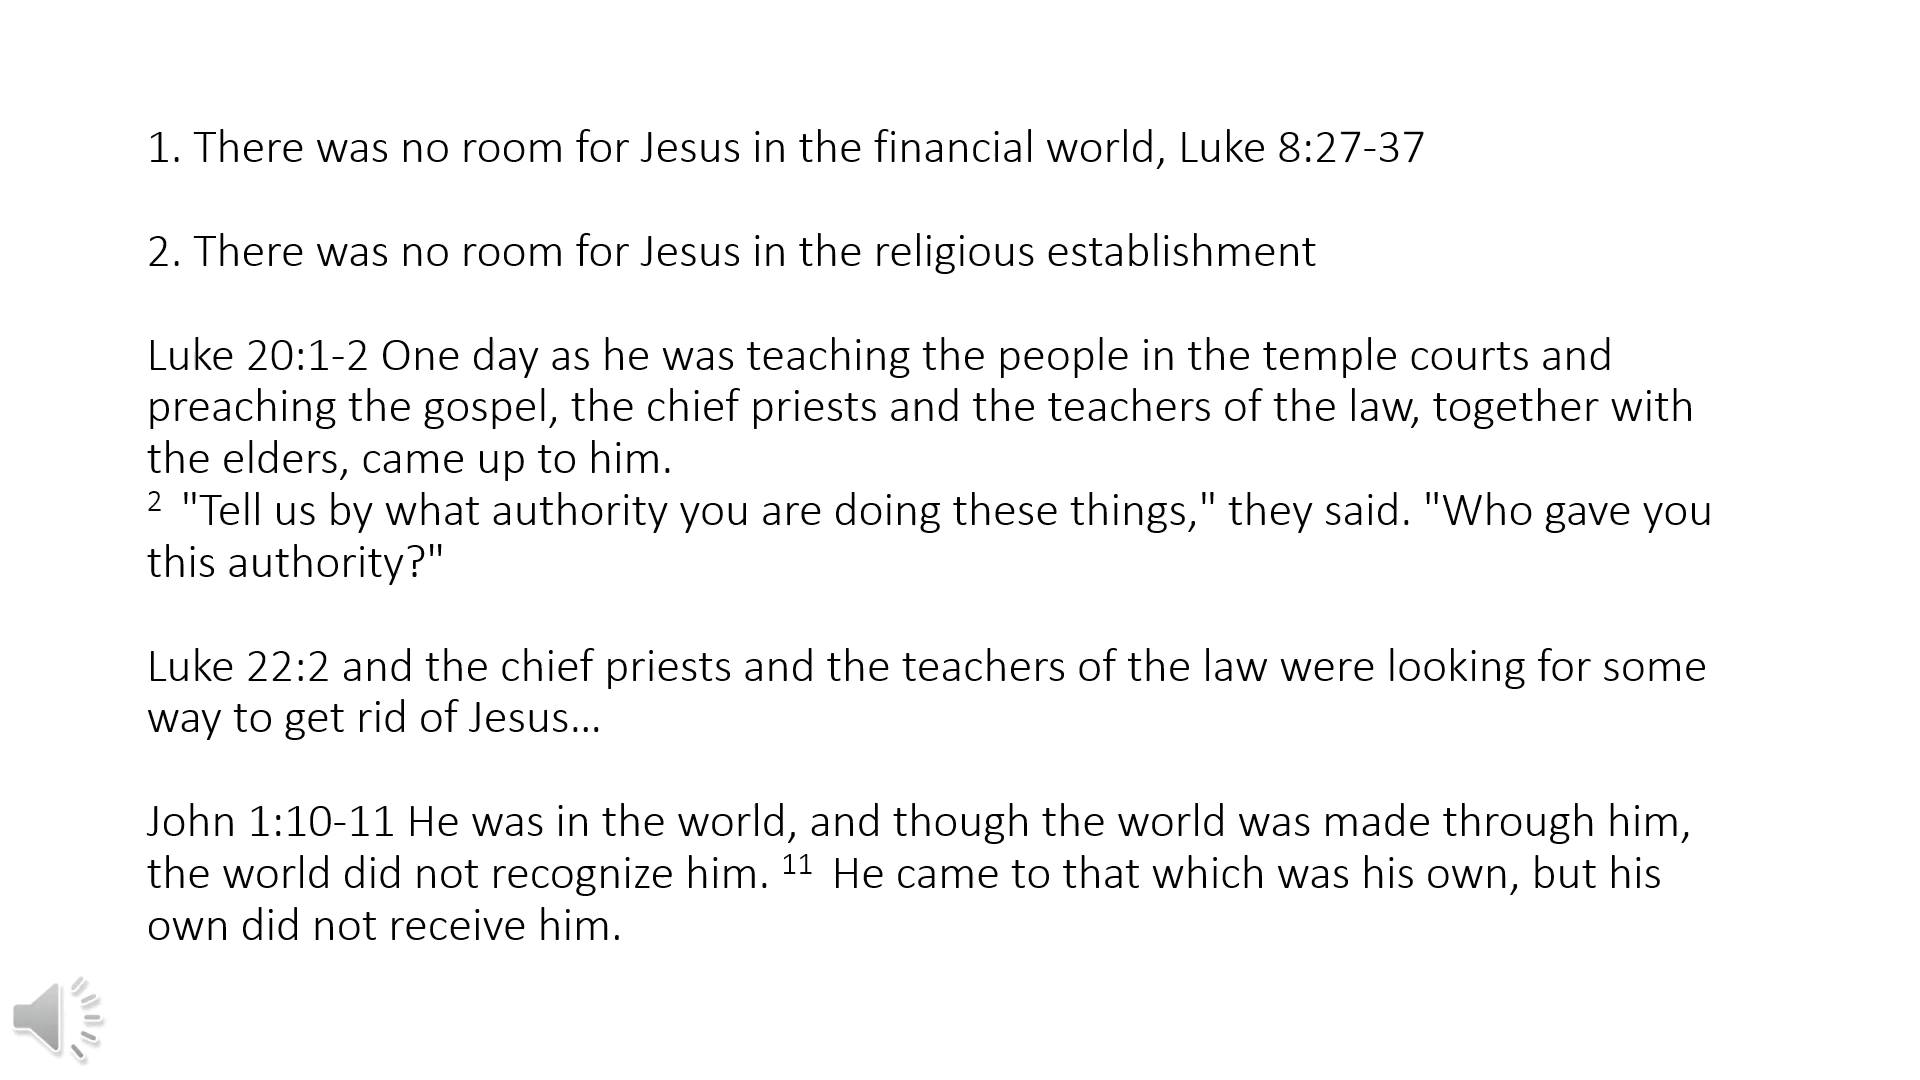 1. There was no room for Jesus in the financial world, Luke 8:27-37
2. There was no room for Jesus in the religious establishment
Luke 20:1-2 One day as he was teaching the people in the temple courts and
preaching the gospel, the chief priests and the teachers of the law, together with
the elders, came up to him.
2 "Tell us by what authority you are doing these things," they said. "Who gave you
this authority?"
Luke 22:2 and the chief priests and the teachers of the law were looking for some
way to get rid of Jesus…
John 1:10-11 He was in the world, and though the world was made through him,
the world did not recognize him. 11 He came to that which was his own, but his
own did not receive him.